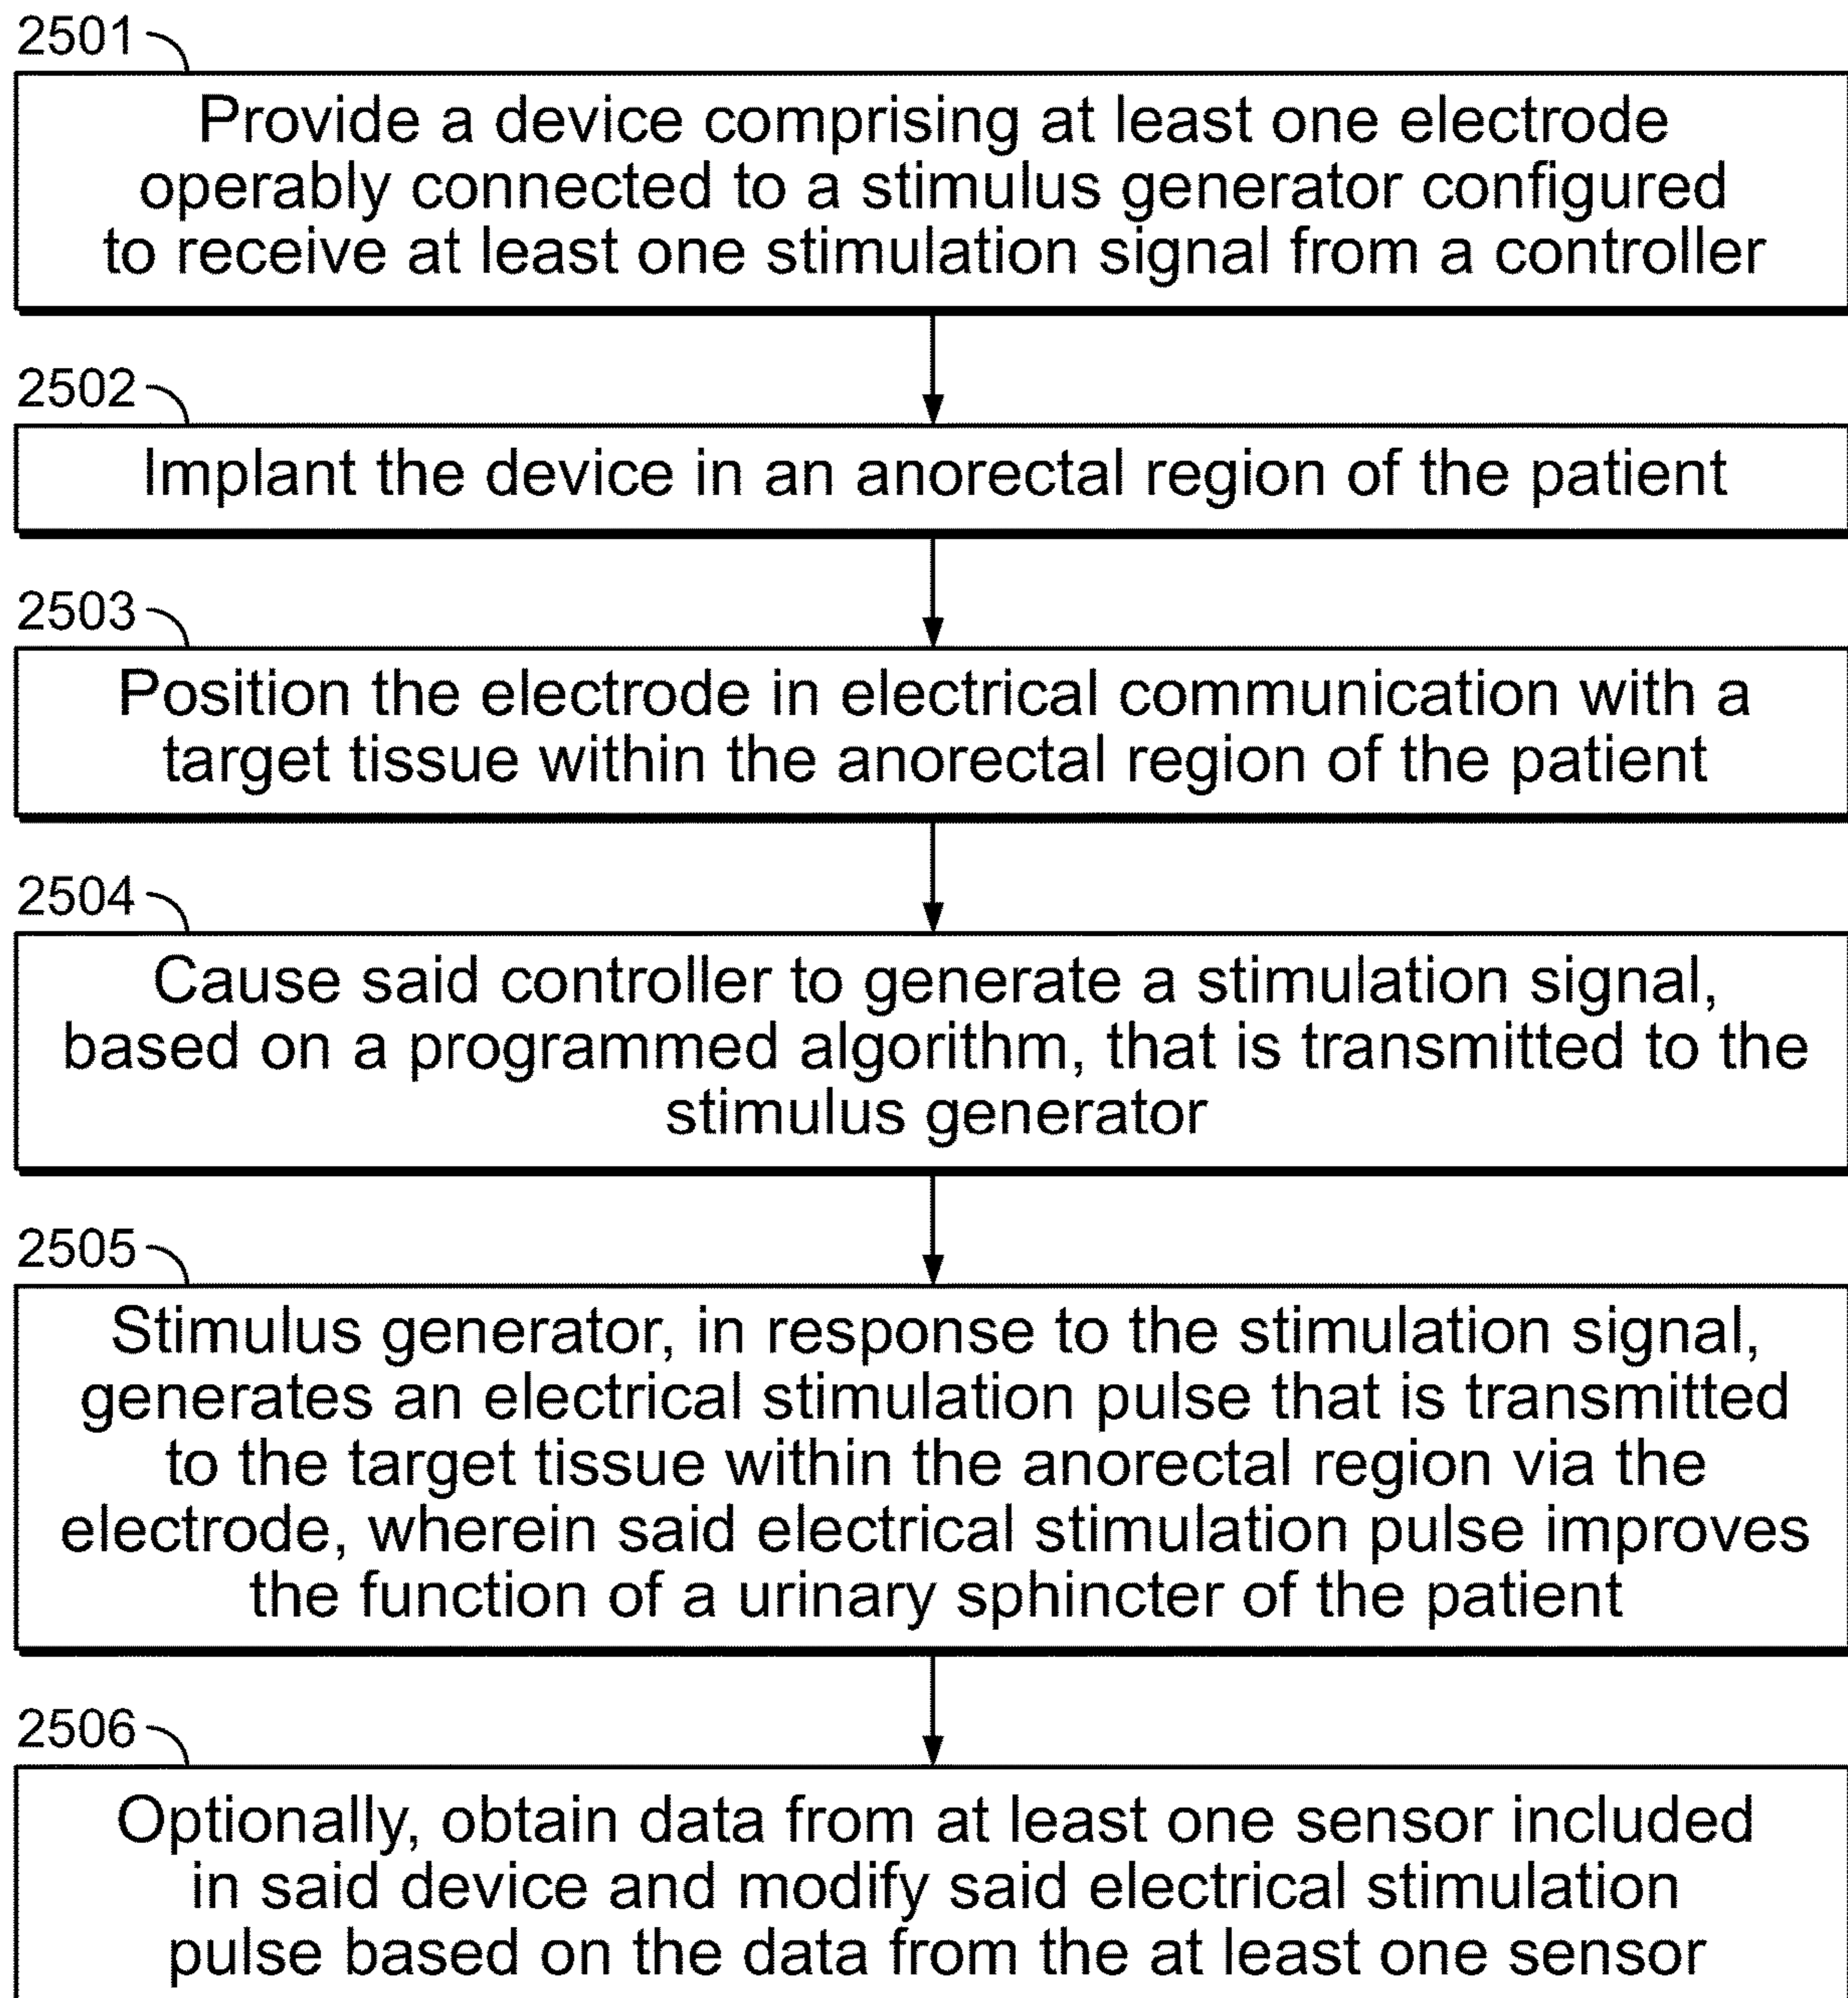 2501
Provide a device comprising at least one electrode
operably connected to a stimulus generator configured
to receive at least one stimulation signal from a controller
2502
Implant the device in an anorectal region of the patient
2503
Position the electrode in electrical communication with a
target tissue within the anorectal region of the patient
2504
Cause said controller to generate a stimulation signal,
based on a programmed algorithm, that is transmitted to the
stimulus generator
2505
Stimulus generator, in response to the stimulation signal,
generates an electrical stimulation pulse that is transmitted
to the target tissue within the anorectal region via the
electrode, wherein said electrical stimulation pulse improves
the function of a urinary sphincter of the patient
2506
Optionally, obtain data from at least one sensor included
in said device and modify said electrical stimulation
pulse based on the data from the at least one sensor